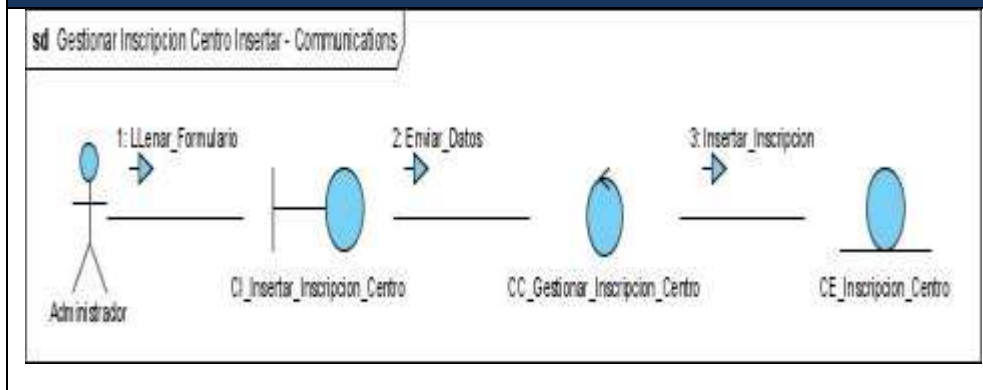 sd Gestionar Inscripcion Centro Insertar - Communications
1: LLenar_Formulario
2: Enviar_Datos
3: Insertar_Inscripcion
Administrador
CI_Insertar_Inscripcion_Centro
CC_Gestionar_Inscripcion_Centro
CE_Inscripcion_Centro